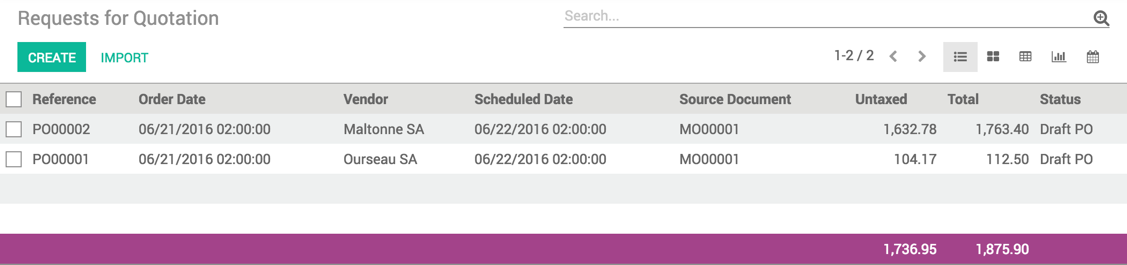 Requests for Quotation Search...
CREATE IMPORT 1-2 / 2
Reference Order Date Vendor Scheduled Date Source Document Untaxed Total Status
PO00002 06/21/2016 02:00:00 Maltonne SA 06/22/2016 02:00:00 MO00001 1,632.78 1,763.40 Draft PO
PO00001 06/21/2016 02:00:00 Ourseau SA 06/22/2016 02:00:00 MO00001 104.17 112.50 Draft PO
1,736.95 1,875.90